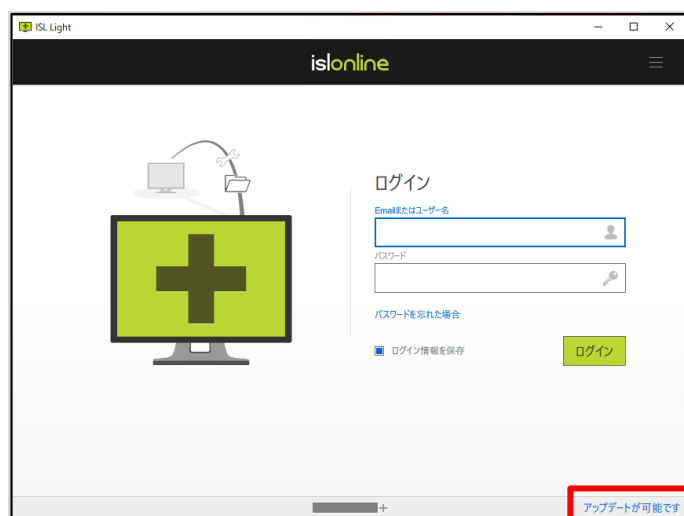 ISL Light
islonline
ログイン
Emailまたはユーザー名
パスワード
パスワードを忘れた場合
ログイン情報を保存
ログイン
アップデートが可能です